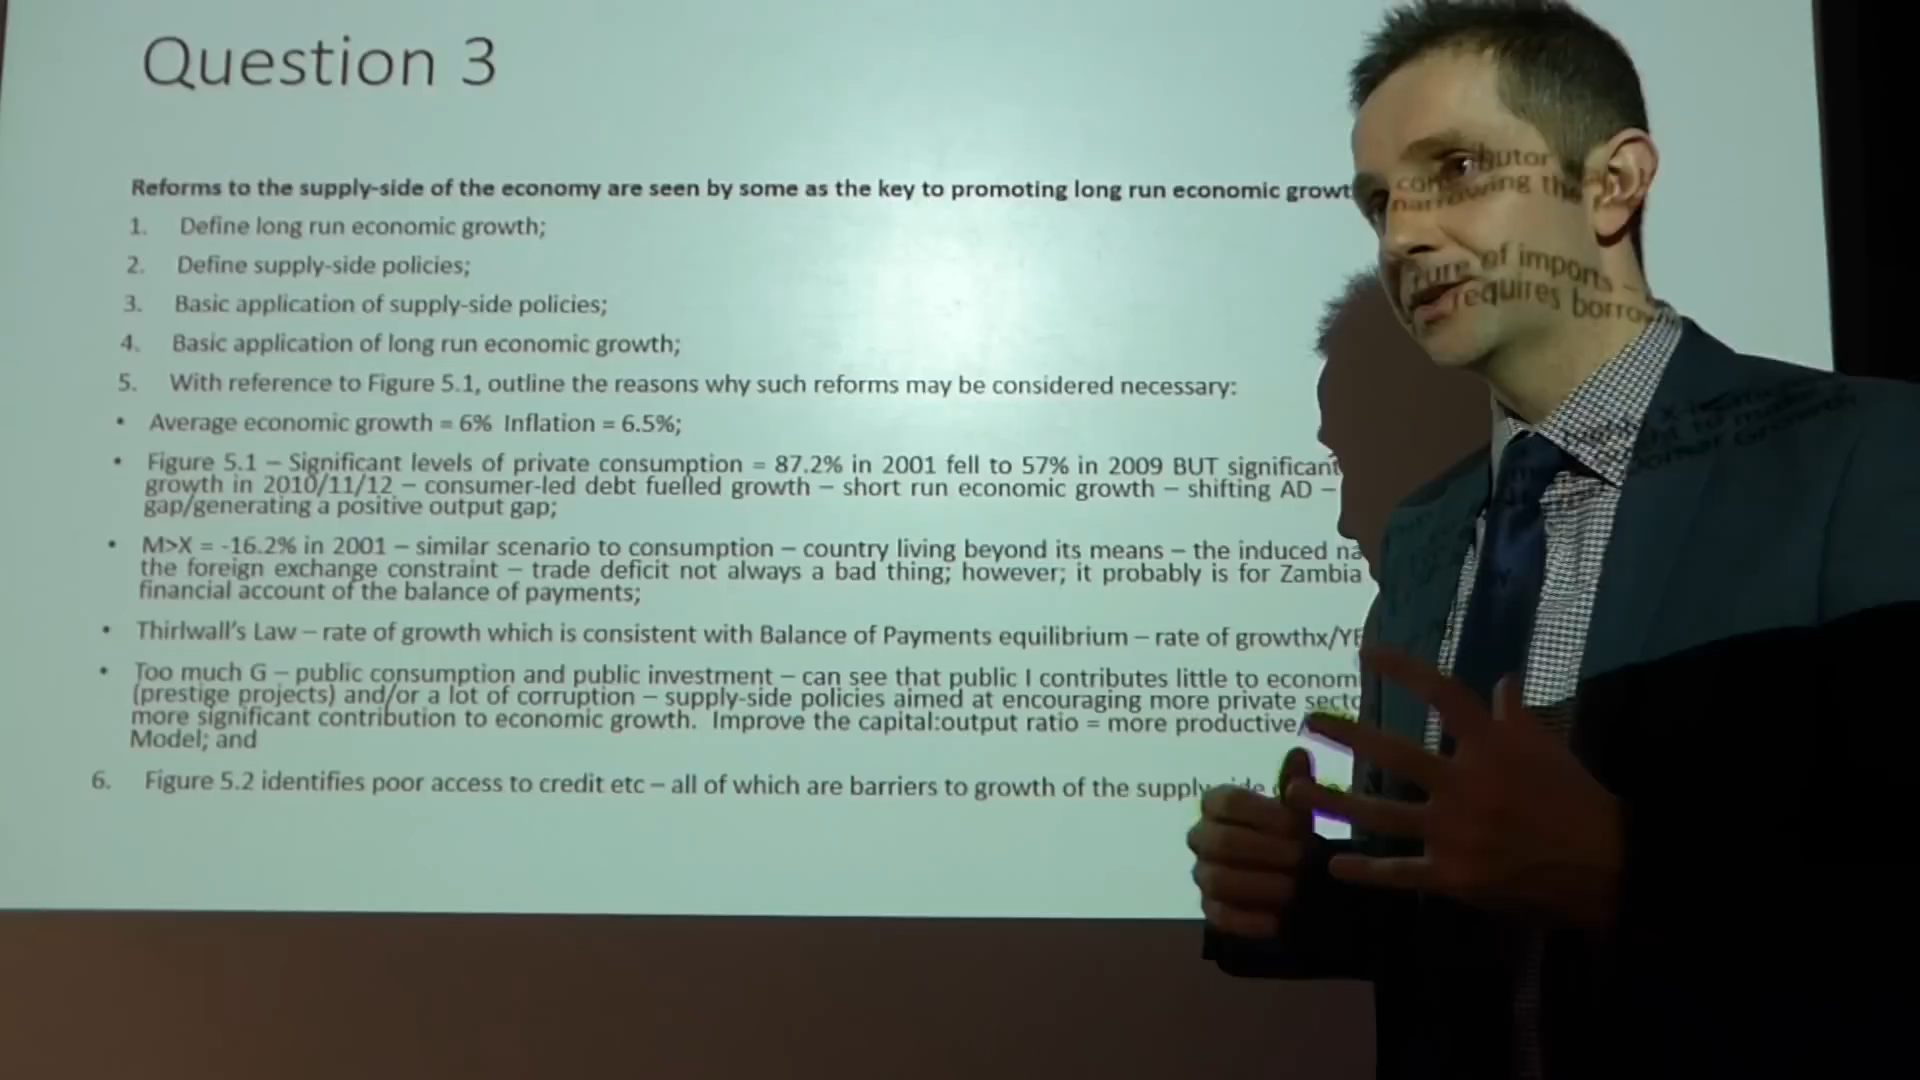 Question 3
Reforms to the supply-side of the economy are seen by some as the key to promoting long run economic growt
1. Define long run economic growth;
2. Define supply-side policies;
3. Basic application of supply-side policies;
4. Basic application of long run economic growth;
5. With reference to Figure 5.1, outline the reasons why such reforms may be considered necessary:
• Average economic growth = 6% Inflation = 6.5%;
• Figure 5.1 – Significant levels of private consumption = 87.2% in 2001 fell to 57% in 2009 BUT significant utor
growth in 2010/11/12 – consumer-led debt fuelled growth – short run economic growth – shifting AD – narrowing the
gap/generating a positive output gap;
• M>X = -16.2% in 2001 – similar scenario to consumption – country living beyond its means – the induced na ture of imports –
the foreign exchange constraint – trade deficit not always a bad thing; however; it probably is for Zambia requires borro
financial account of the balance of payments;
• Thirlwall's Law – rate of growth which is consistent with Balance of Payments equilibrium – rate of growthx/YE
• Too much G – public consumption and public investment – can see that public I contributes little to econom
(prestige projects) and/or a lot of corruption – supply-side policies aimed at encouraging more private secto
more significant contribution to economic growth. Improve the capital:output ratio = more productive/
Model; and
6. Figure 5.2 identifies poor access to credit etc – all of which are barriers to growth of the supply-side